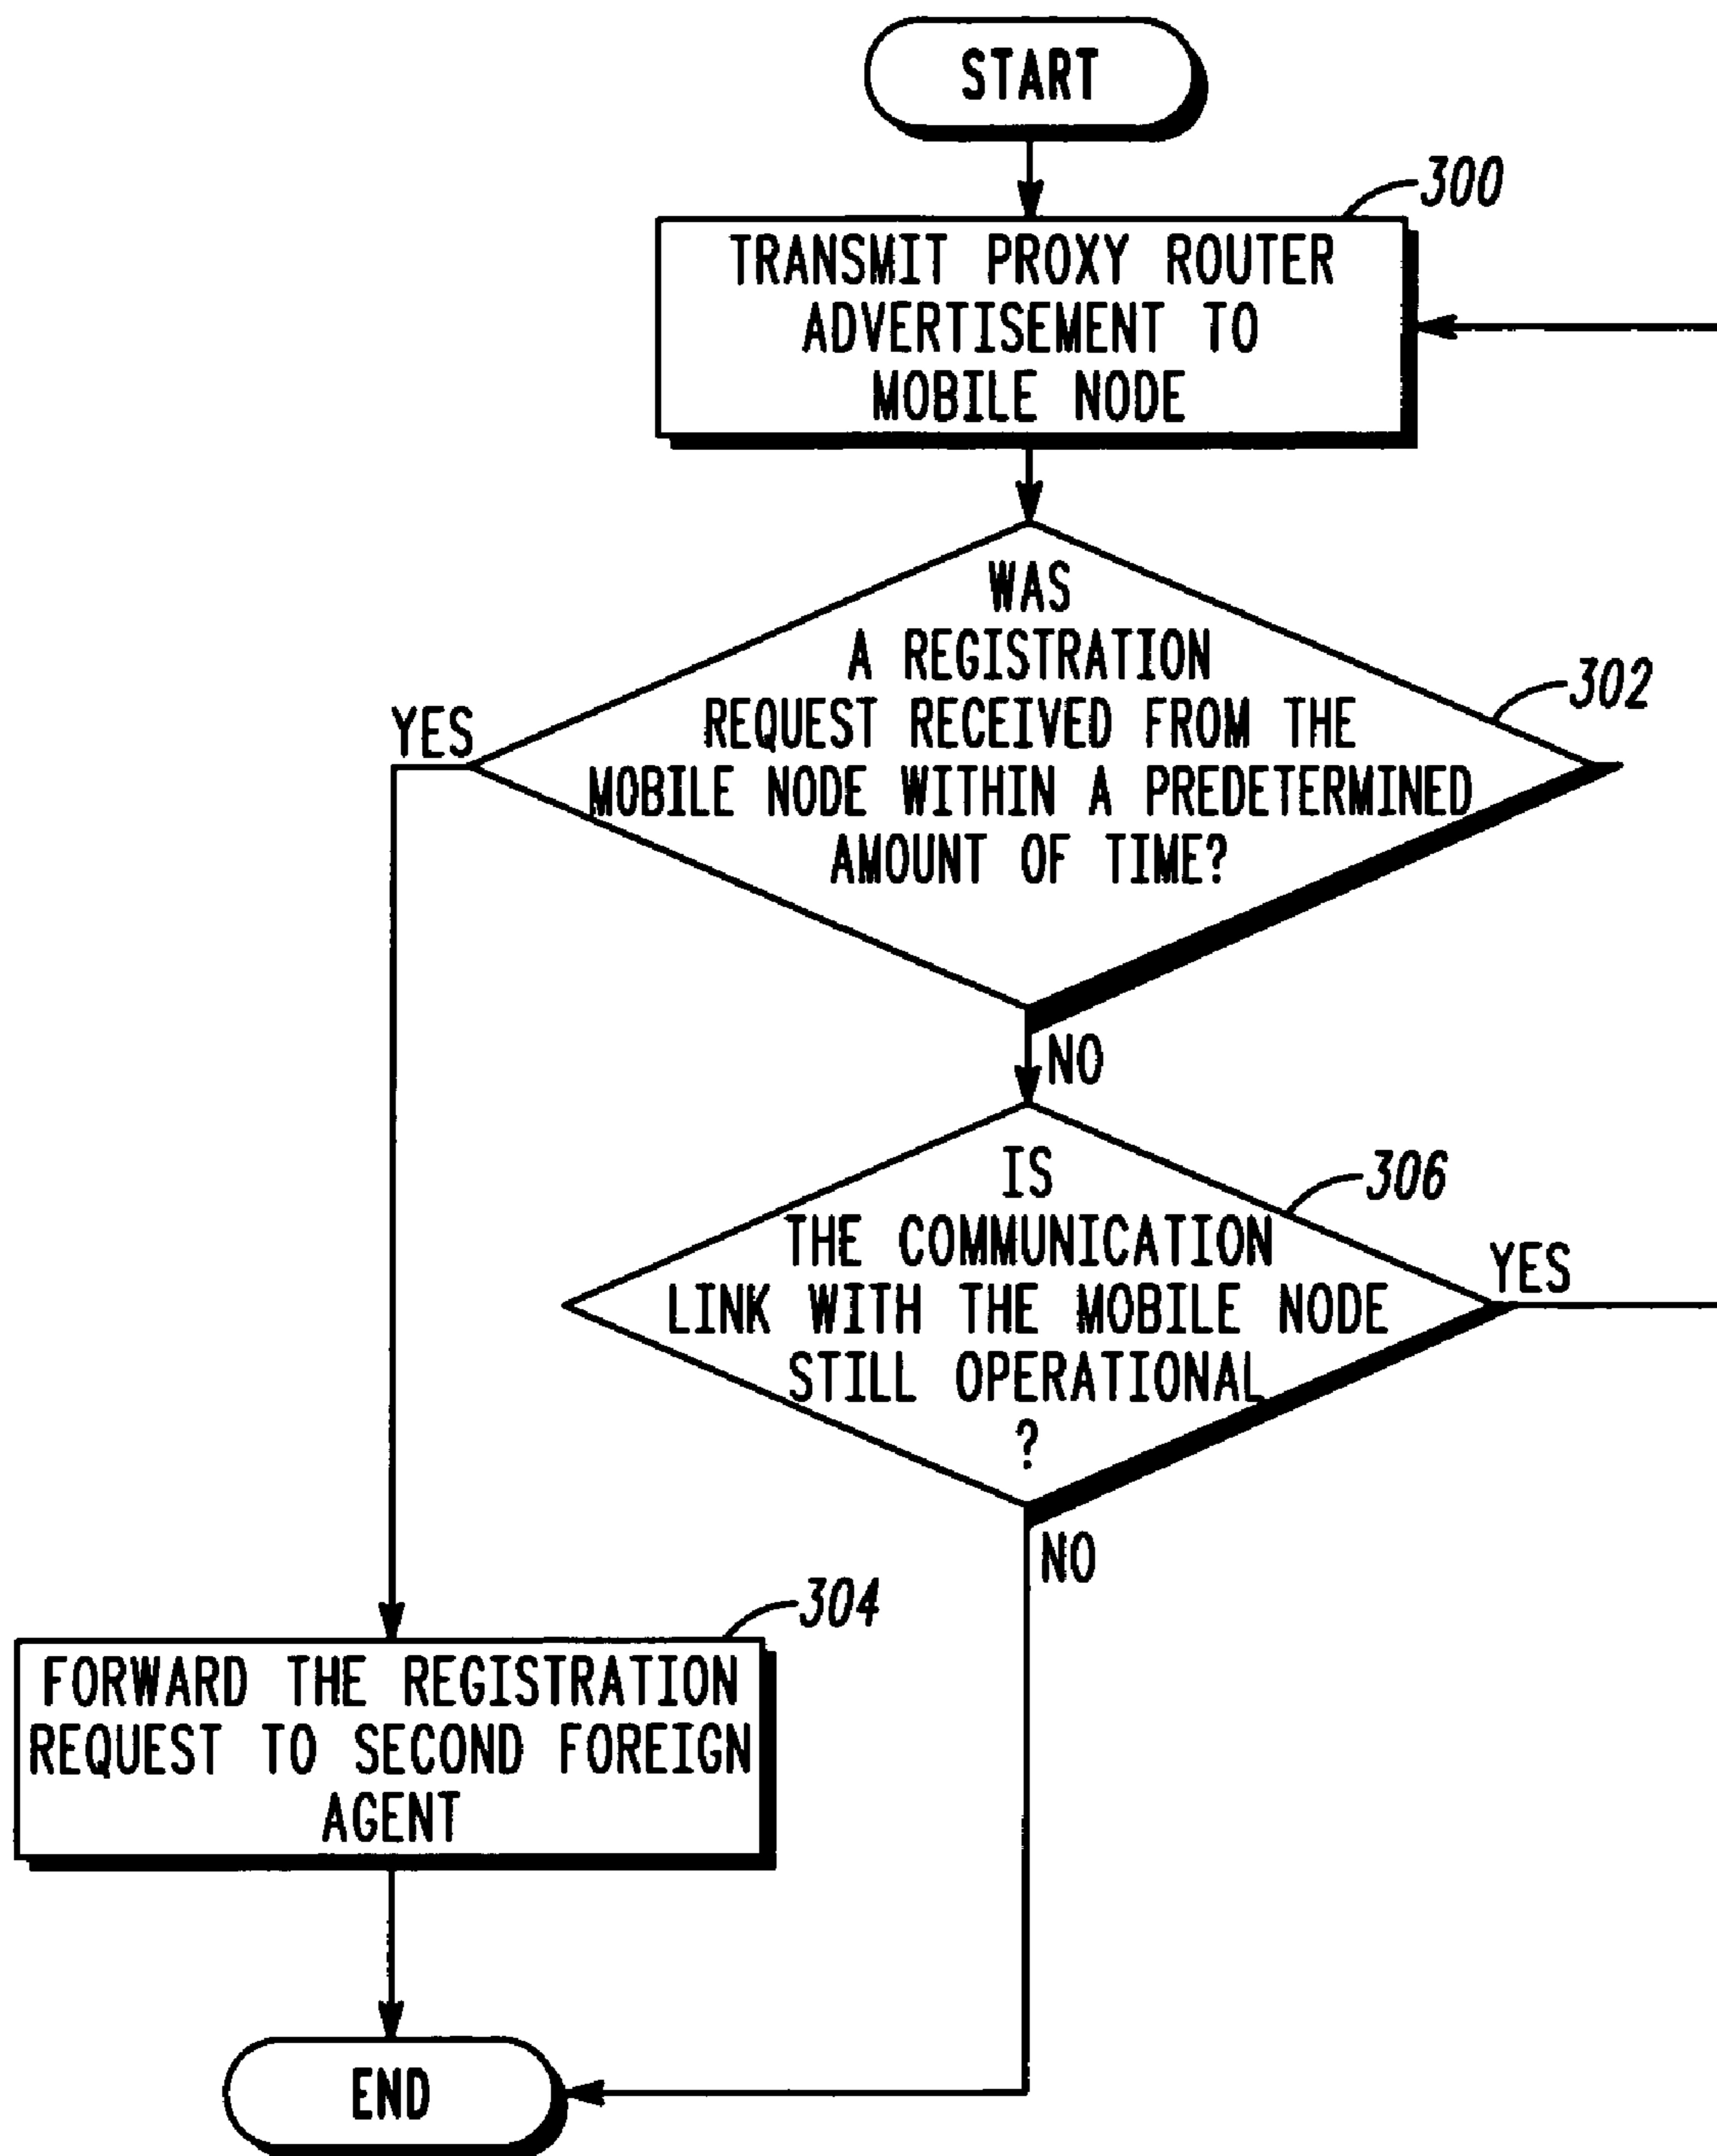 START
300
TRANSMIT PROXY ROUTER
ADVERTISEMENT TO
MOBILE NODE
WAS
A REGISTRATION
REQUEST RECEIVED FROM THE
MOBILE NODE WITHIN A PREDETERMINED
AMOUNT OF TIME?
302
YES
NO
IS
THE COMMUNICATION
LINK WITH THE MOBILE NODE
STILL OPERATIONAL
?
306
YES
NO
304
FORWARD THE REGISTRATION
REQUEST TO SECOND FOREIGN
AGENT
END